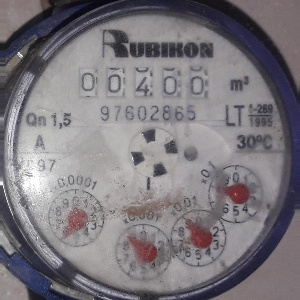 RUBIKON
00400 m³
97602865
Qn 1,5
LT 1-269
1995
A
30°C
97
x0,1
x0,0001
x0,001
x0,01